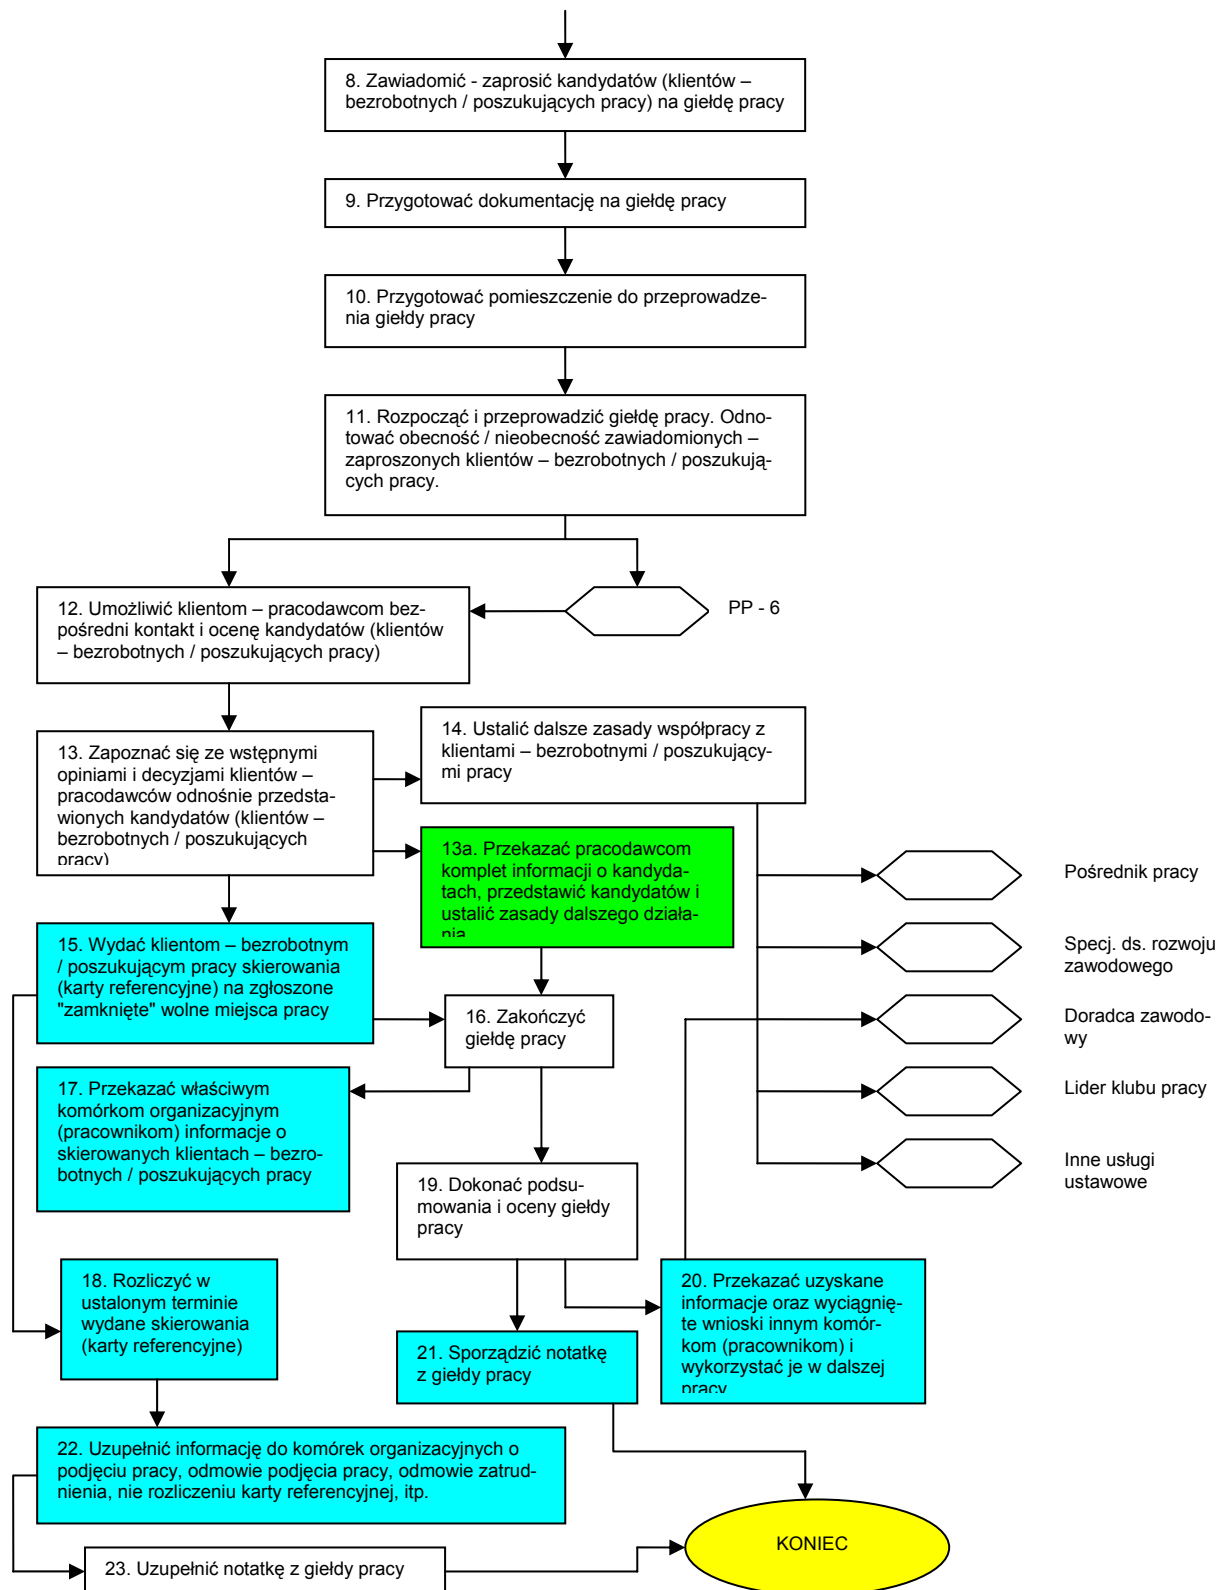 8. Zawiadomić - zaprosić kandydatów (klientów –
bezrobotnych / poszukujących pracy) na giełdę pracy
9. Przygotować dokumentację na giełdę pracy
10. Przygotować pomieszczenie do przeprowadze-
nia giełdy pracy
11. Rozpocząć i przeprowadzić giełdę pracy. Odno-
tować obecność / nieobecność zawiadomionych –
zaproszonych klientów – bezrobotnych / poszukują-
cych pracy.
12. Umożliwić klientom – pracodawcom bez-
pośredni kontakt i ocenę kandydatów (klientów
– bezrobotnych / poszukujących pracy)
PP - 6
13. Zapoznać się ze wstępnymi
opiniami i decyzjami klientów –
pracodawców odnośnie przedsta-
wionych kandydatów (klientów –
bezrobotnych / poszukujących
pracy)
14. Ustalić dalsze zasady współpracy z
klientami – bezrobotnymi / poszukujący-
mi pracy
13a. Przekazać pracodawcom
komplet informacji o kandyda-
tach, przedstawić kandydatów i
ustalić zasady dalszego działa-
nia
Pośrednik pracy
Specj. ds. rozwoju
zawodowego
Doradca zawodo-
wy
Lider klubu pracy
Inne usługi
ustawowe
15. Wydać klientom – bezrobotnym
/ poszukującym pracy skierowania
(karty referencyjne) na zgłoszone
"zamknięte" wolne miejsca pracy
16. Zakończyć
giełdę pracy
17. Przekazać właściwym
komórkom organizacyjnym
(pracownikom) informacje o
skierowanych klientach – bezro-
botnych / poszukujących pracy
19. Dokonać podsu-
mowania i oceny giełdy
pracy
18. Rozliczyć w
ustalonym terminie
wydane skierowania
(karty referencyjne)
20. Przekazać uzyskane
informacje oraz wyciągnię-
te wnioski innym komór-
kom (pracownikom) i
wykorzystać je w dalszej
pracy
21. Sporządzić notatkę
z giełdy pracy
22. Uzupełnić informację do komórek organizacyjnych o
podjęciu pracy, odmowie podjęcia pracy, odmowie zatrud-
nienia, nie rozliczeniu karty referencyjnej, itp.
KONIEC
23. Uzupełnić notatkę z giełdy pracy